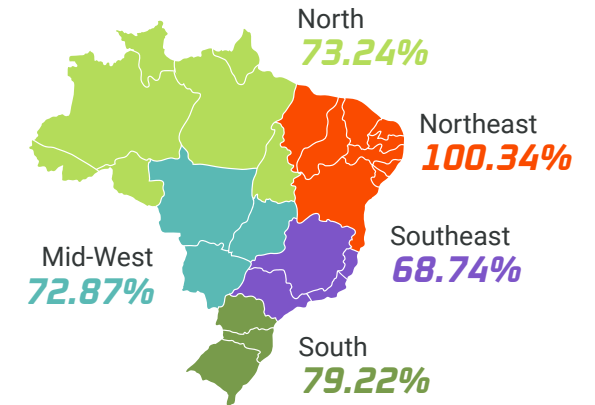 North
73.24%
Northeast
100.34%
Southeast
68.74%
Mid-West
72.87%
South
79.22%